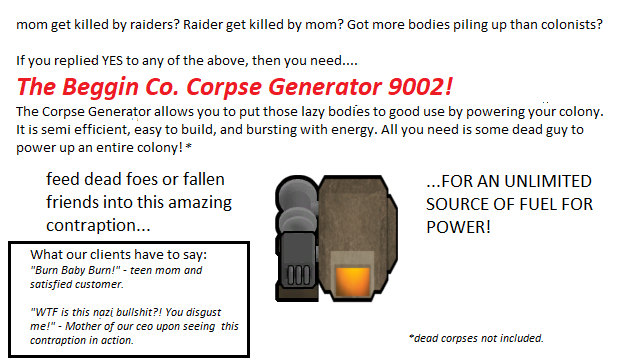 mom get killed by raiders? Raider get killed by mom? Got more bodies piling up than colonists?
If you replied YES to any of the above, then you need....
The Beggin Co. Corpse Generator 9002!
The Corpse Generator allows you to put those lazy bodies to good use by powering your colony.
It is semi efficient, easy to build, and bursting with energy. All you need is some dead guy to
power up an entire colony! *
feed dead foes or fallen
friends into this amazing
contraption...
...FOR AN UNLIMITED
SOURCE OF FUEL FOR
POWER!
What our clients have to say:
"Burn Baby Burn!" - teen mom and
satisfied customer.
"WTF is this nazi bullshit?! You disgust
me!" - Mother of our ceo upon seeing this
contraption in action.
*dead corpses not included.